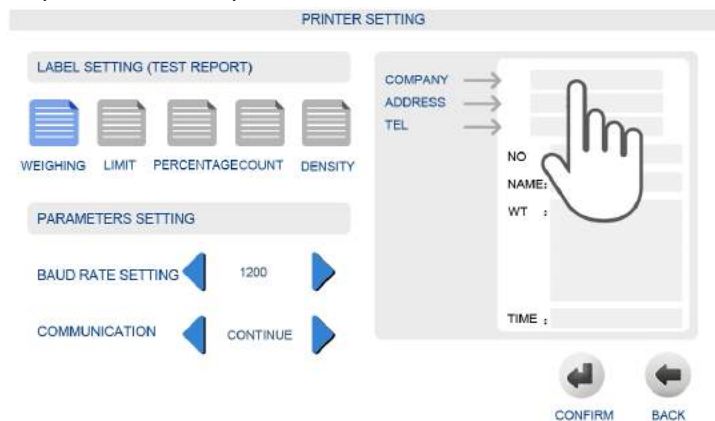 PRINTER SETTING
LABEL SETTING (TEST REPORT)
WEIGHING LIMIT PERCENTAGE COUNT DENSITY
PARAMETERS SETTING
BAUD RATE SETTING 1200
COMMUNICATION CONTINUE
COMPANY
ADDRESS
TEL
NO
NAME:
WT :
TIME :
CONFIRM BACK